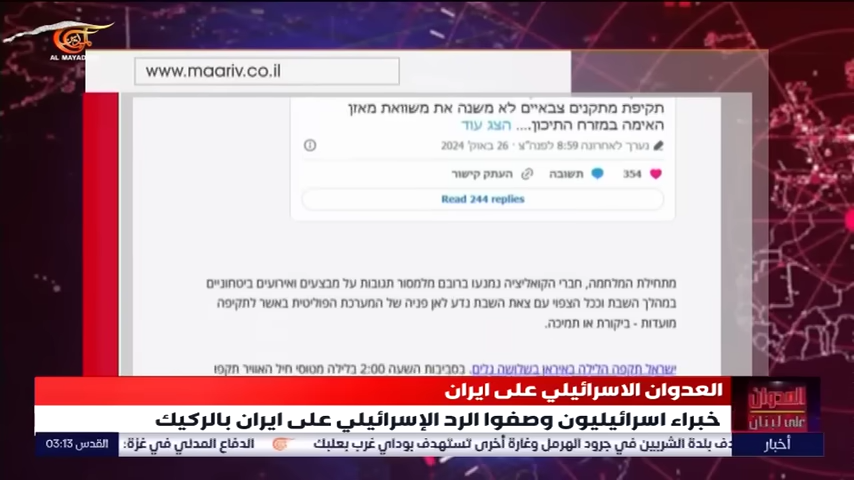 AL MAYADEEN
www.maariv.co.il
תקיפת מתקנים צבאיים לא משנה את משוואת מאזן
האימה במזרח התיכון.... הצג עוד
נערך לאחרונה 8:59 לפנה"צ · 26 באוק' 2024
354 תשובה העתק קישור
Read 244 replies
מתחילת המלחמה, חברי הקואליציה נמנעו ברובם מלמסור תגובות על מבצעים ואירועים ביטחוניים
במהלך השבת וככל הצפוי עם צאת השבת נדע לאן פניה של המערכת הפוליטית באשר לתקיפה
מועדות - ביקורת או תמיכה.
ישראל תקפה הלילה באיראן בשלושה גלים. בסביבות השעה 2:00 בלילה מטוסי חיל האוויר תקפו
العدوان الاسرائيلي على ايران
خبراء اسرائيليون وصفوا الرد الإسرائيلي على ايران بالركيك
العدوان
على لبنان
أخبار
دف بلدة الشربين في جرود الهرمل وغارة أخرى تستهدف بوداي غرب بعلبك
الدفاع المدلي في غزة:
القدس 03:13